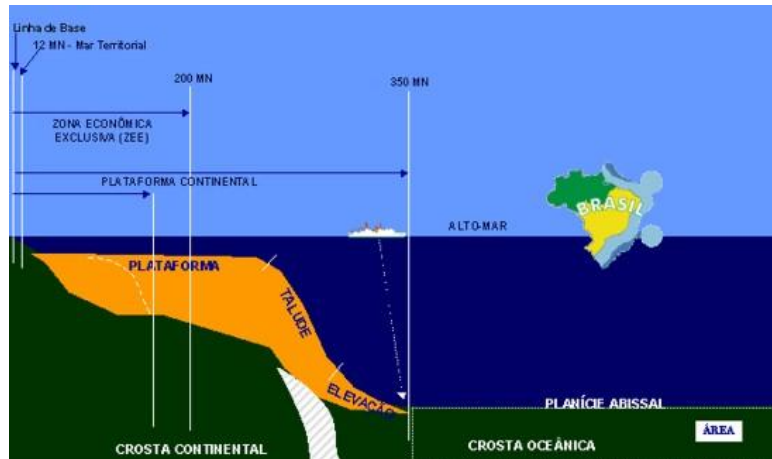 Linha de Base
12 MN - Mar Territorial
200 MN
350 MN
ZONA ECONÔMICA
EXCLUSIVA (ZEE)
PLATAFORMA CONTINENTAL
ALTO-MAR
BRASIL
PLATAFORMA
TALUDE
ELEVAÇÃO
PLANÍCIE ABISSAL
ÁREA
CROSTA CONTINENTAL
CROSTA OCEÂNICA